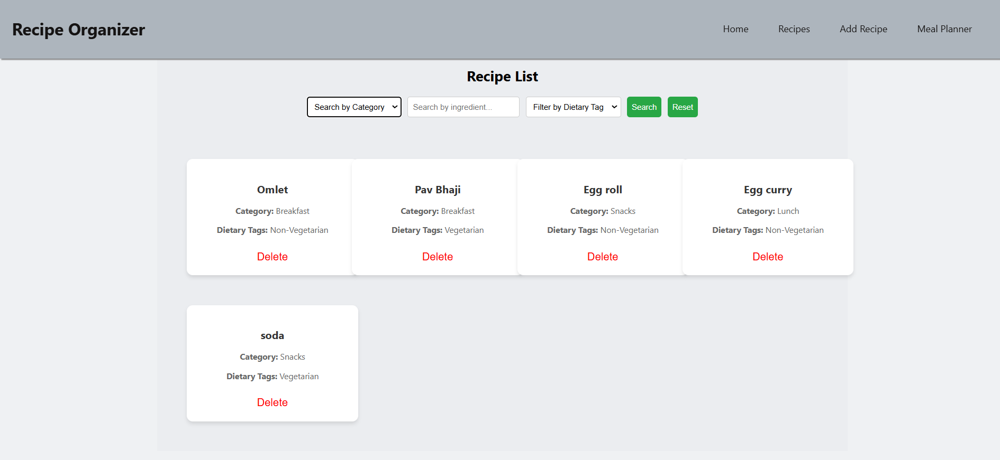 Recipe Organizer
Home Recipes Add Recipe Meal Planner
Recipe List
Search by Category Search by ingredient... Filter by Dietary Tag Search Reset
Omlet
Category: Breakfast
Dietary Tags: Non-Vegetarian
Delete
Pav Bhaji
Category: Breakfast
Dietary Tags: Vegetarian
Delete
Egg roll
Category: Snacks
Dietary Tags: Non-Vegetarian
Delete
Egg curry
Category: Lunch
Dietary Tags: Non-Vegetarian
Delete
soda
Category: Snacks
Dietary Tags: Vegetarian
Delete